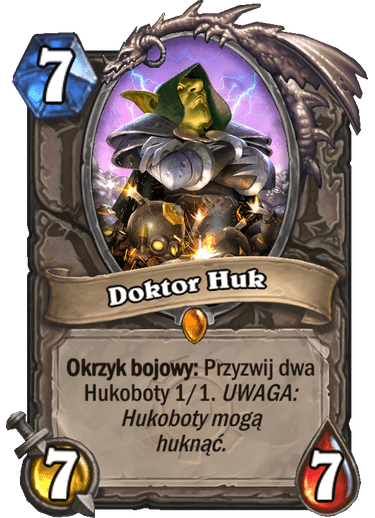 7
Doktor Huk
Okrzyk bojowy: Przyzwij dwa
Hukoboty 1/1. UWAGA:
Hukoboty mogą
huknąć.
7
7